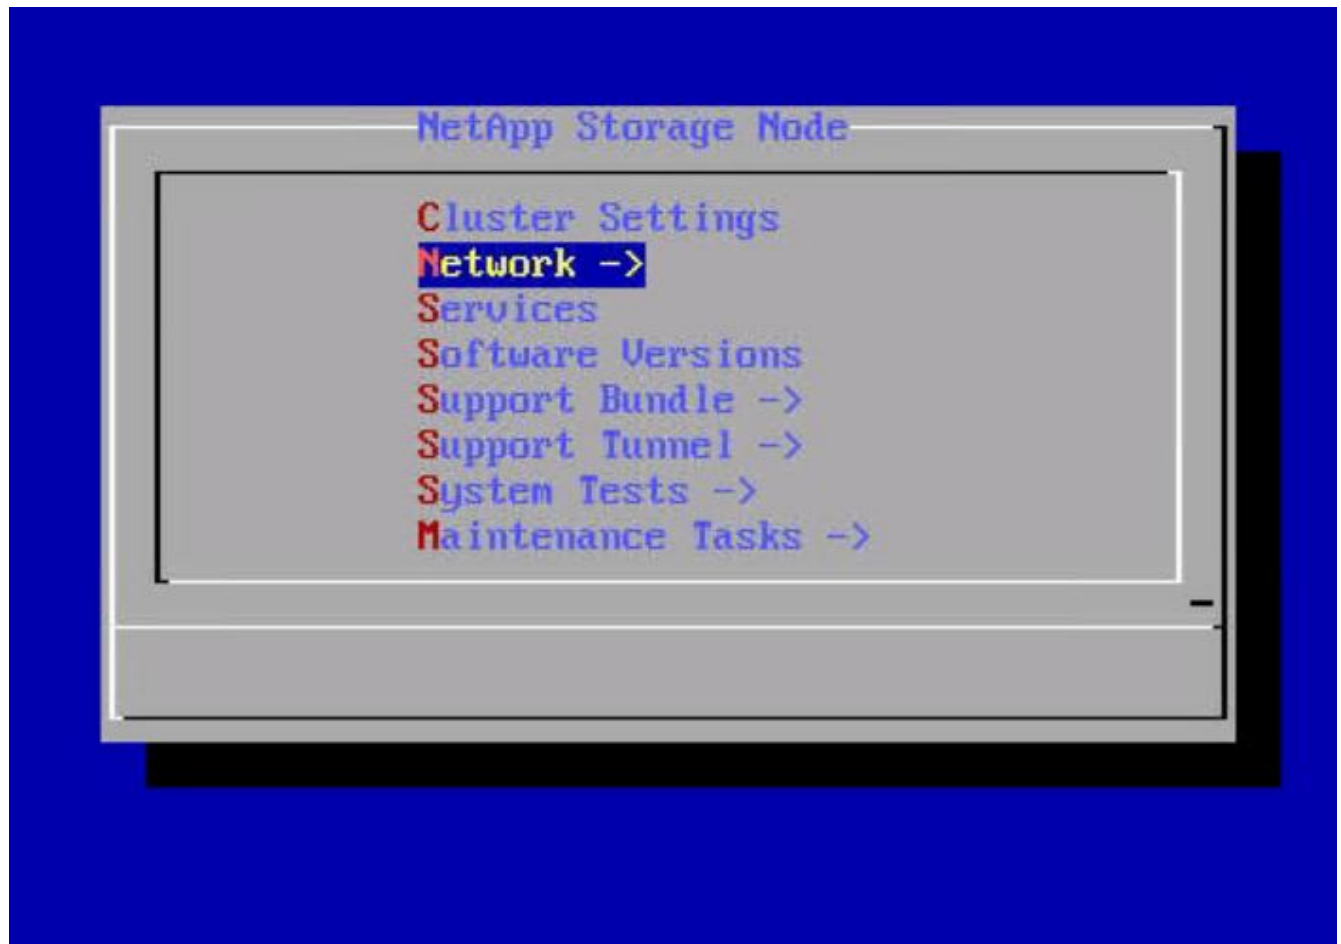 NetApp Storage Node
Cluster Settings
Network ->
Services
Software Versions
Support Bundle ->
Support Tunnel ->
System Tests ->
Maintenance Tasks ->